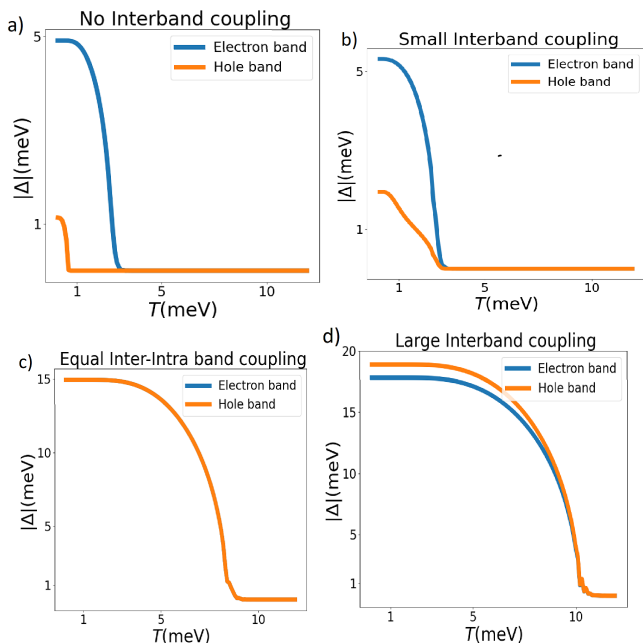 a)
No Interband coupling
5
1
|Δ|(meV)
Electron band
Hole band
1
10
T(meV)
b)
Small Interband coupling
5
1
|Δ|(meV)
Electron band
Hole band
1
10
T(meV)
c)
Equal Inter-Intra band coupling
15
10
5
1
|Δ|(meV)
Electron band
Hole band
1
5
10
T(meV)
d)
Large Interband coupling
20
15
10
5
1
|Δ|(meV)
Electron band
Hole band
1
5
10
T(meV)